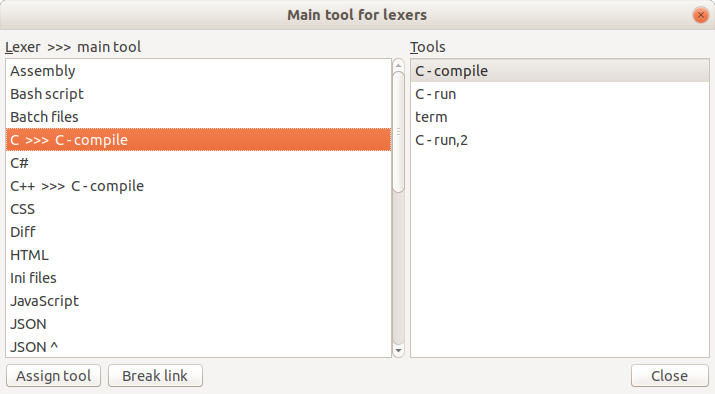 Main tool for lexers
Lexer >>> main tool
Assembly
Bash script
Batch files
C >>> C - compile
C#
C++ >>> C - compile
CSS
Diff
HTML
Ini files
JavaScript
JSON
JSON ^
Tools
C - compile
C - run
term
C - run,2
Assign tool
Break link
Close